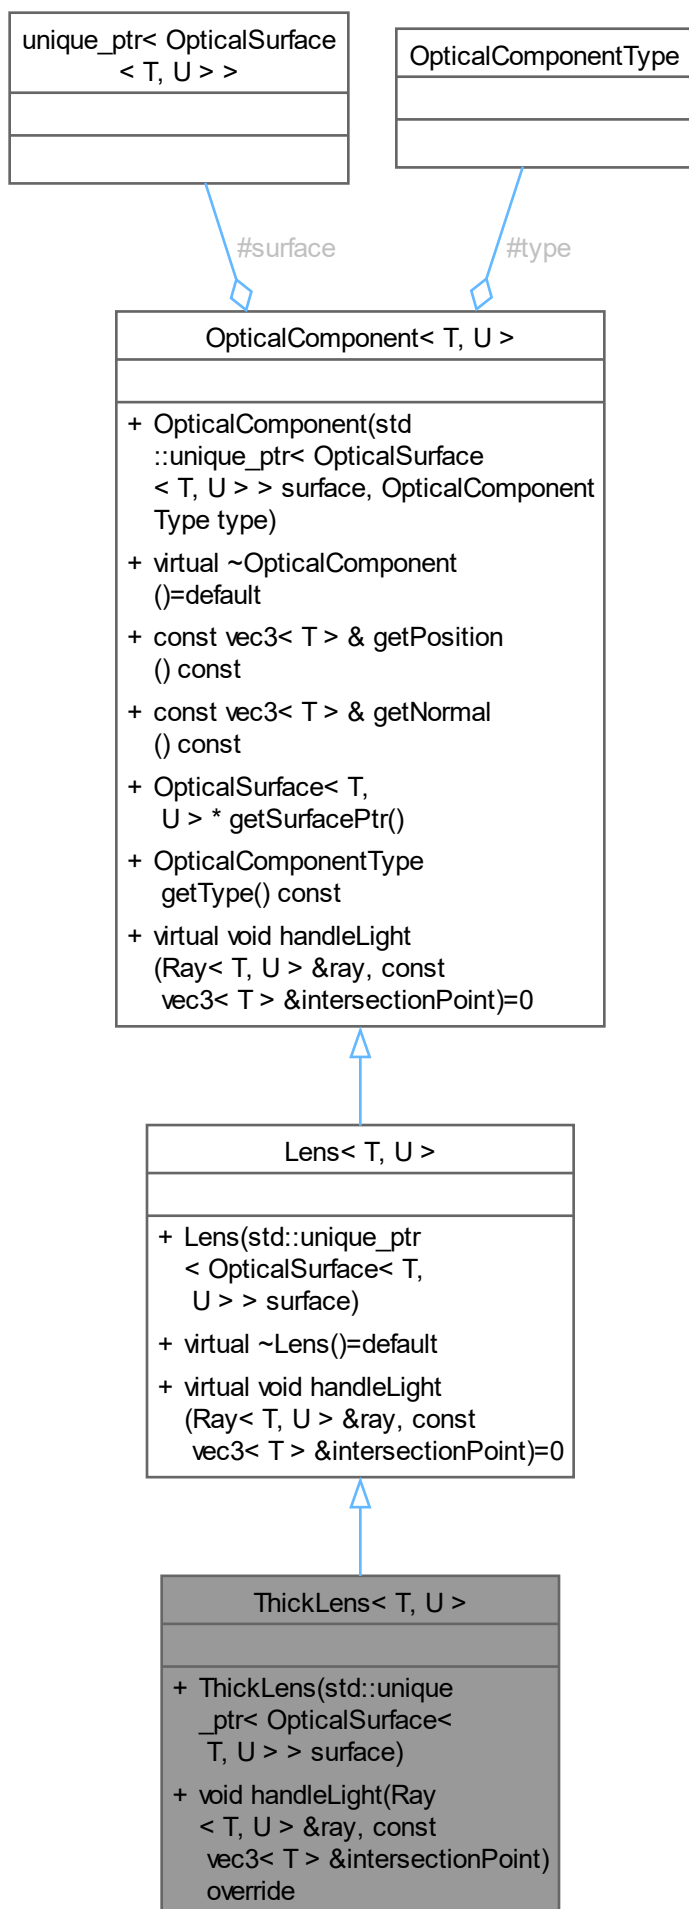 unique_ptr< OpticalSurface
< T, U > >
OpticalComponentType
#surface
#type
OpticalComponent< T, U >
+ OpticalComponent(std
::unique_ptr< OpticalSurface
< T, U > > surface, OpticalComponent
Type type)
+ virtual ~OpticalComponent
()=default
+ const vec3< T > & getPosition
() const
+ const vec3< T > & getNormal
() const
+ OpticalSurface< T,
U > * getSurfacePtr()
+ OpticalComponentType
getType() const
+ virtual void handleLight
(Ray< T, U > &ray, const
vec3< T > &intersectionPoint)=0
Lens< T, U >
+ Lens(std::unique_ptr
< OpticalSurface< T,
U > > surface)
+ virtual ~Lens()=default
+ virtual void handleLight
(Ray< T, U > &ray, const
vec3< T > &intersectionPoint)=0
ThickLens< T, U >
+ ThickLens(std::unique
_ptr< OpticalSurface<
T, U > > surface)
+ void handleLight(Ray
< T, U > &ray, const
vec3< T > &intersectionPoint)
override